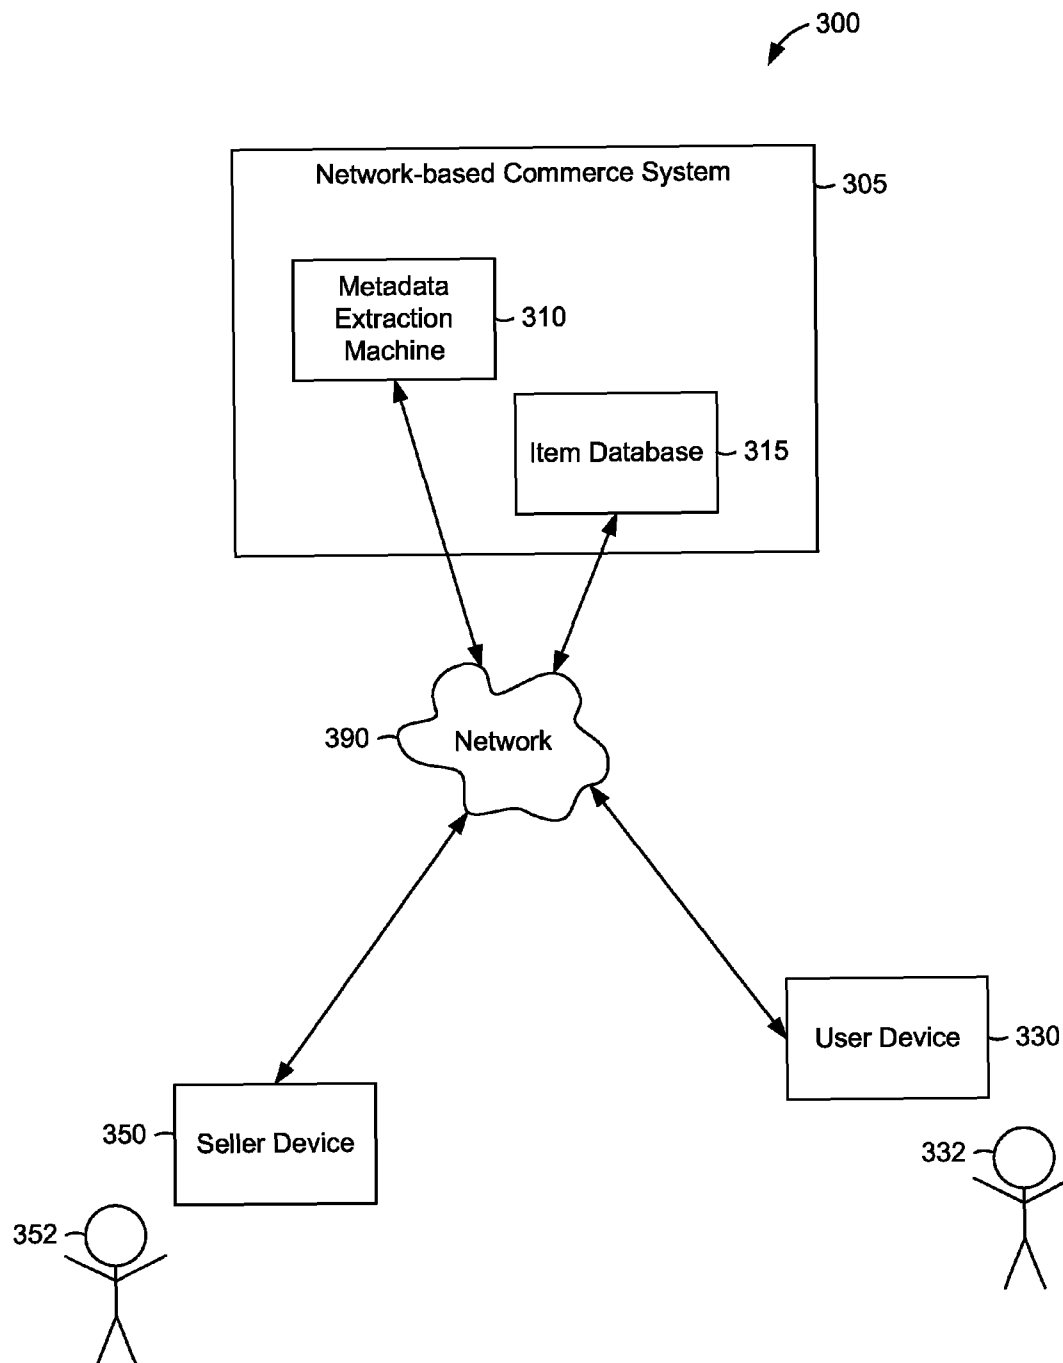 300
Network-based Commerce System
305
Metadata
Extraction
Machine
310
Item Database
315
390
Network
User Device
330
350
Seller Device
332
352